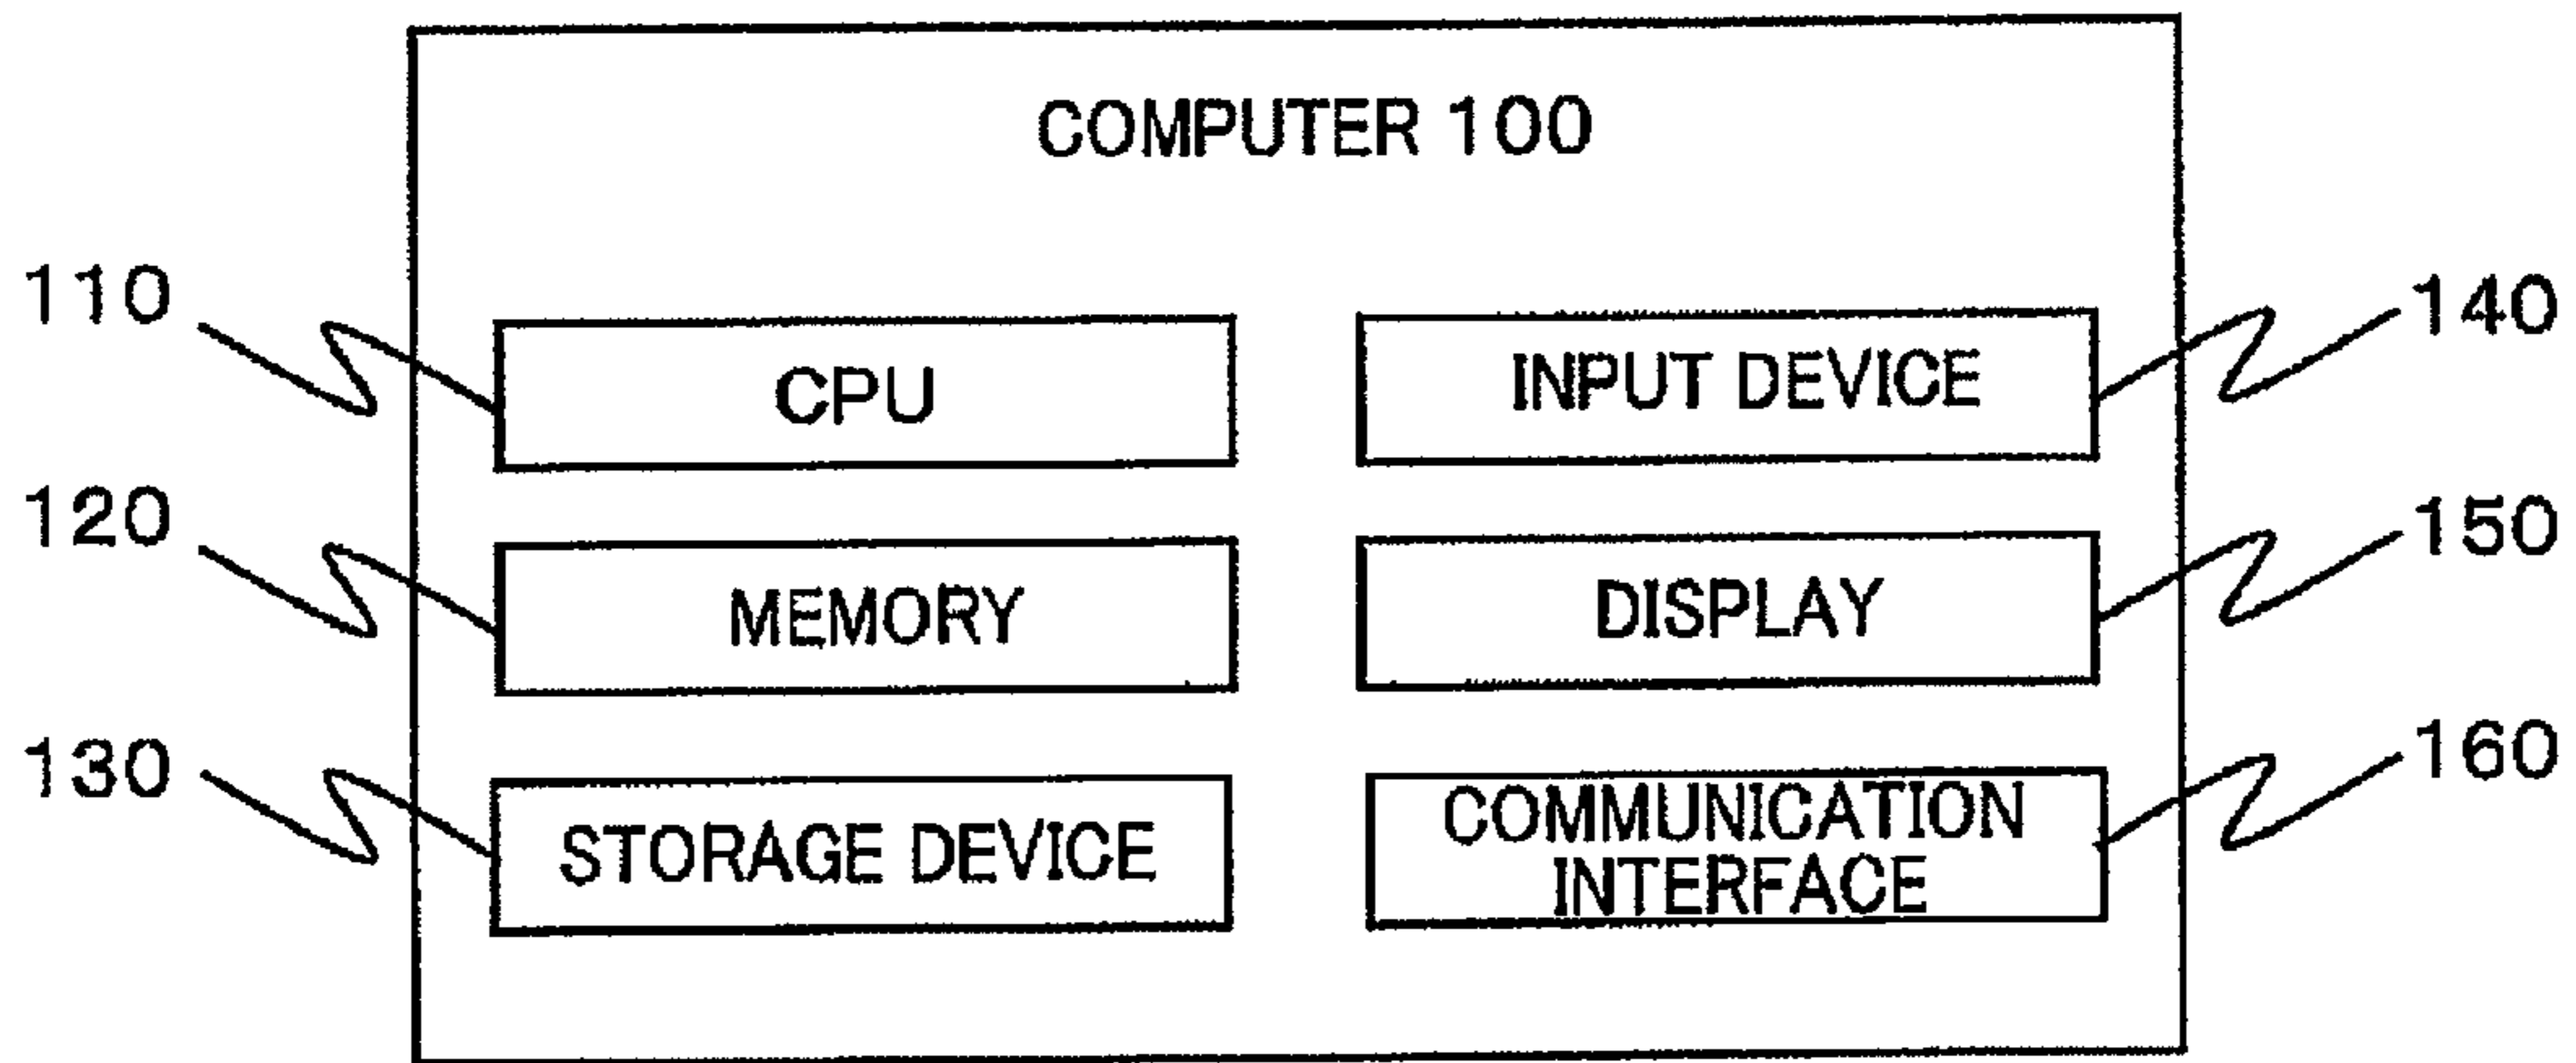 COMPUTER 100
110
CPU
INPUT DEVICE
140
120
MEMORY
DISPLAY
150
130
STORAGE DEVICE
COMMUNICATION
INTERFACE
160